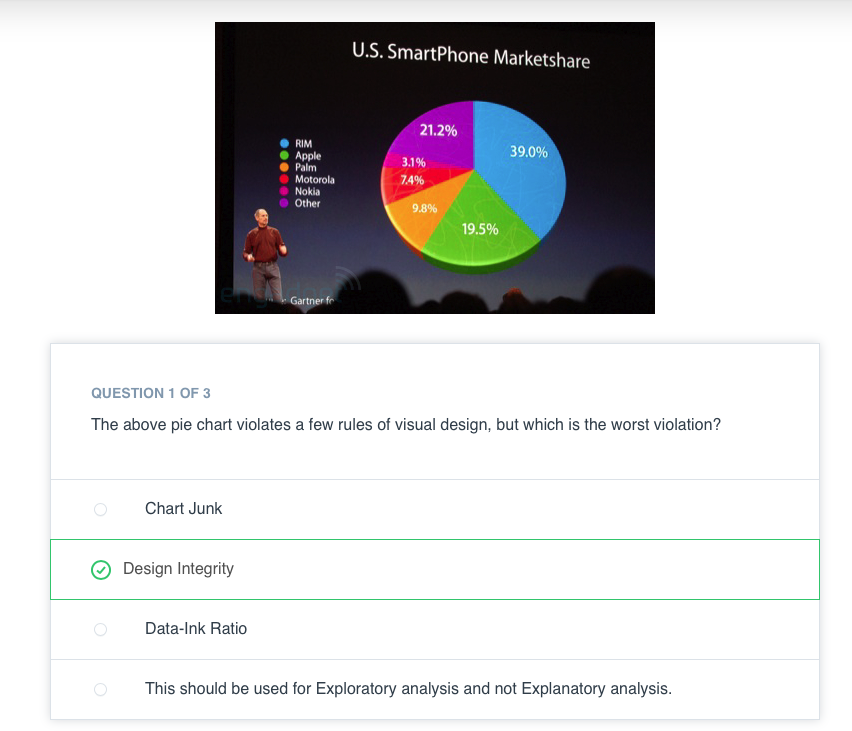 U.S. SmartPhone Marketshare
21.2%
39.0%
3.1%
7.4%
9.8%
19.5%
RIM
Apple
Palm
Motorola
Nokia
Other
Gartner fo
QUESTION 1 OF 3
The above pie chart violates a few rules of visual design, but which is the worst violation?
Chart Junk
Design Integrity
Data-Ink Ratio
This should be used for Exploratory analysis and not Explanatory analysis.